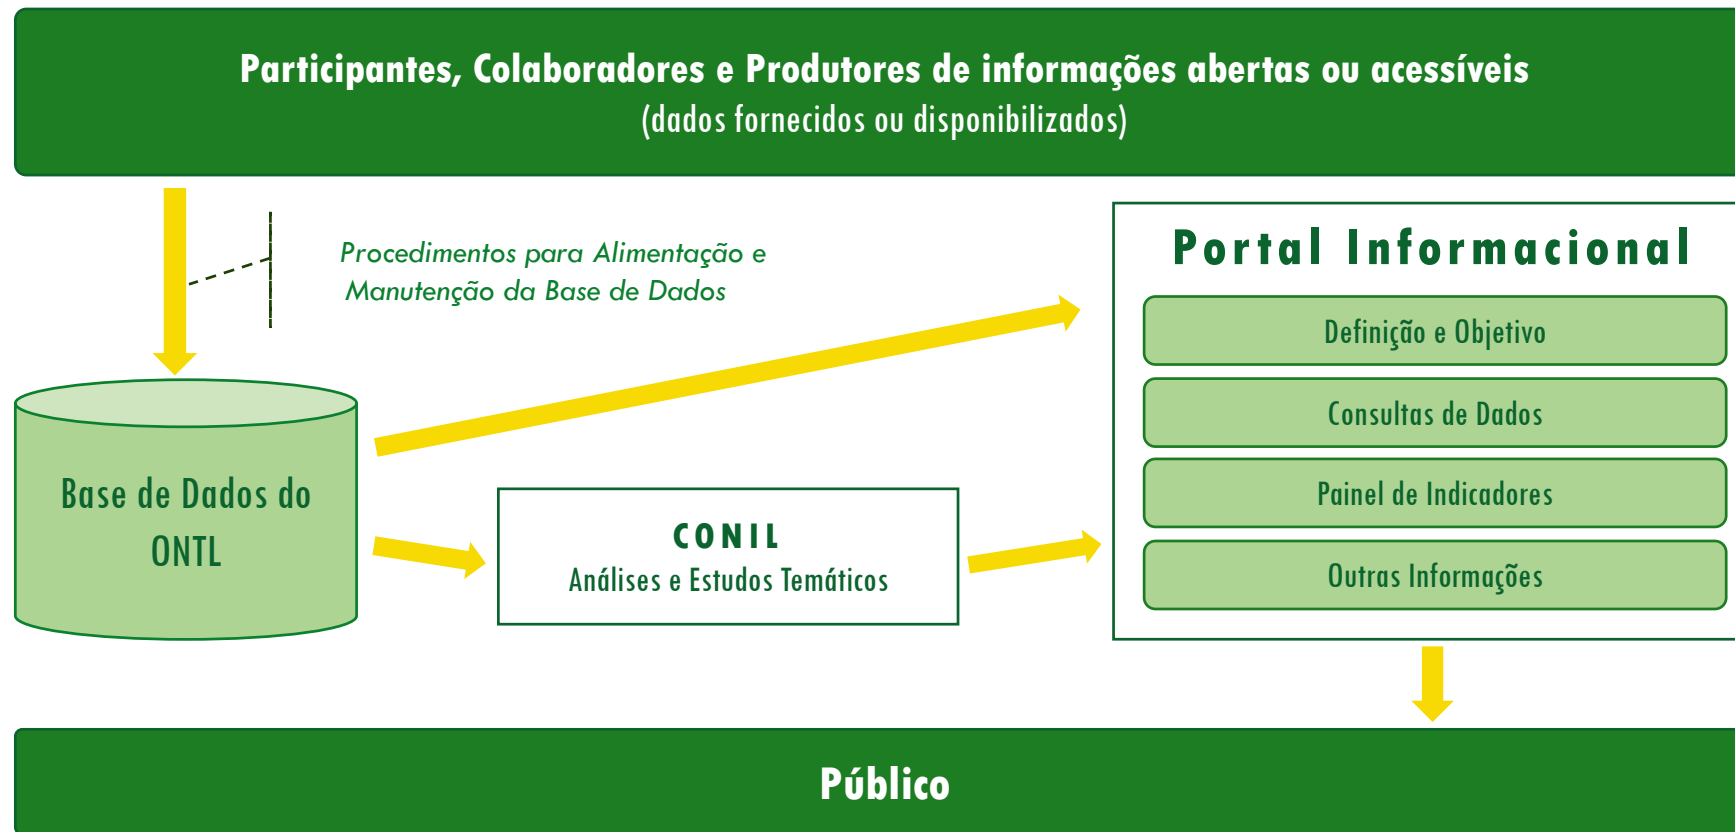 Participantes, Colaboradores e Produtores de informações abertas ou acessíveis
(dados fornecidos ou disponibilizados)
Procedimentos para Alimentação e
Manutenção da Base de Dados
Portal Informacional
Definição e Objetivo
Consultas de Dados
Painel de Indicadores
Outras Informações
Base de Dados do
ONTL
CONIL
Análises e Estudos Temáticos
Público